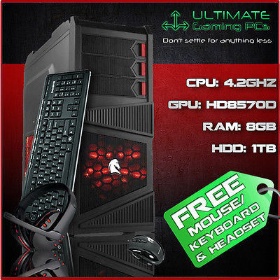 ULTIMATE
Gaming PCs
Don't settle for anything less
CPU: 4.2GHZ
GPU: HD8570D
RAM: 8GB
HDD: 1TB
FREE
MOUSE/
KEYBOARD
& HEADSET